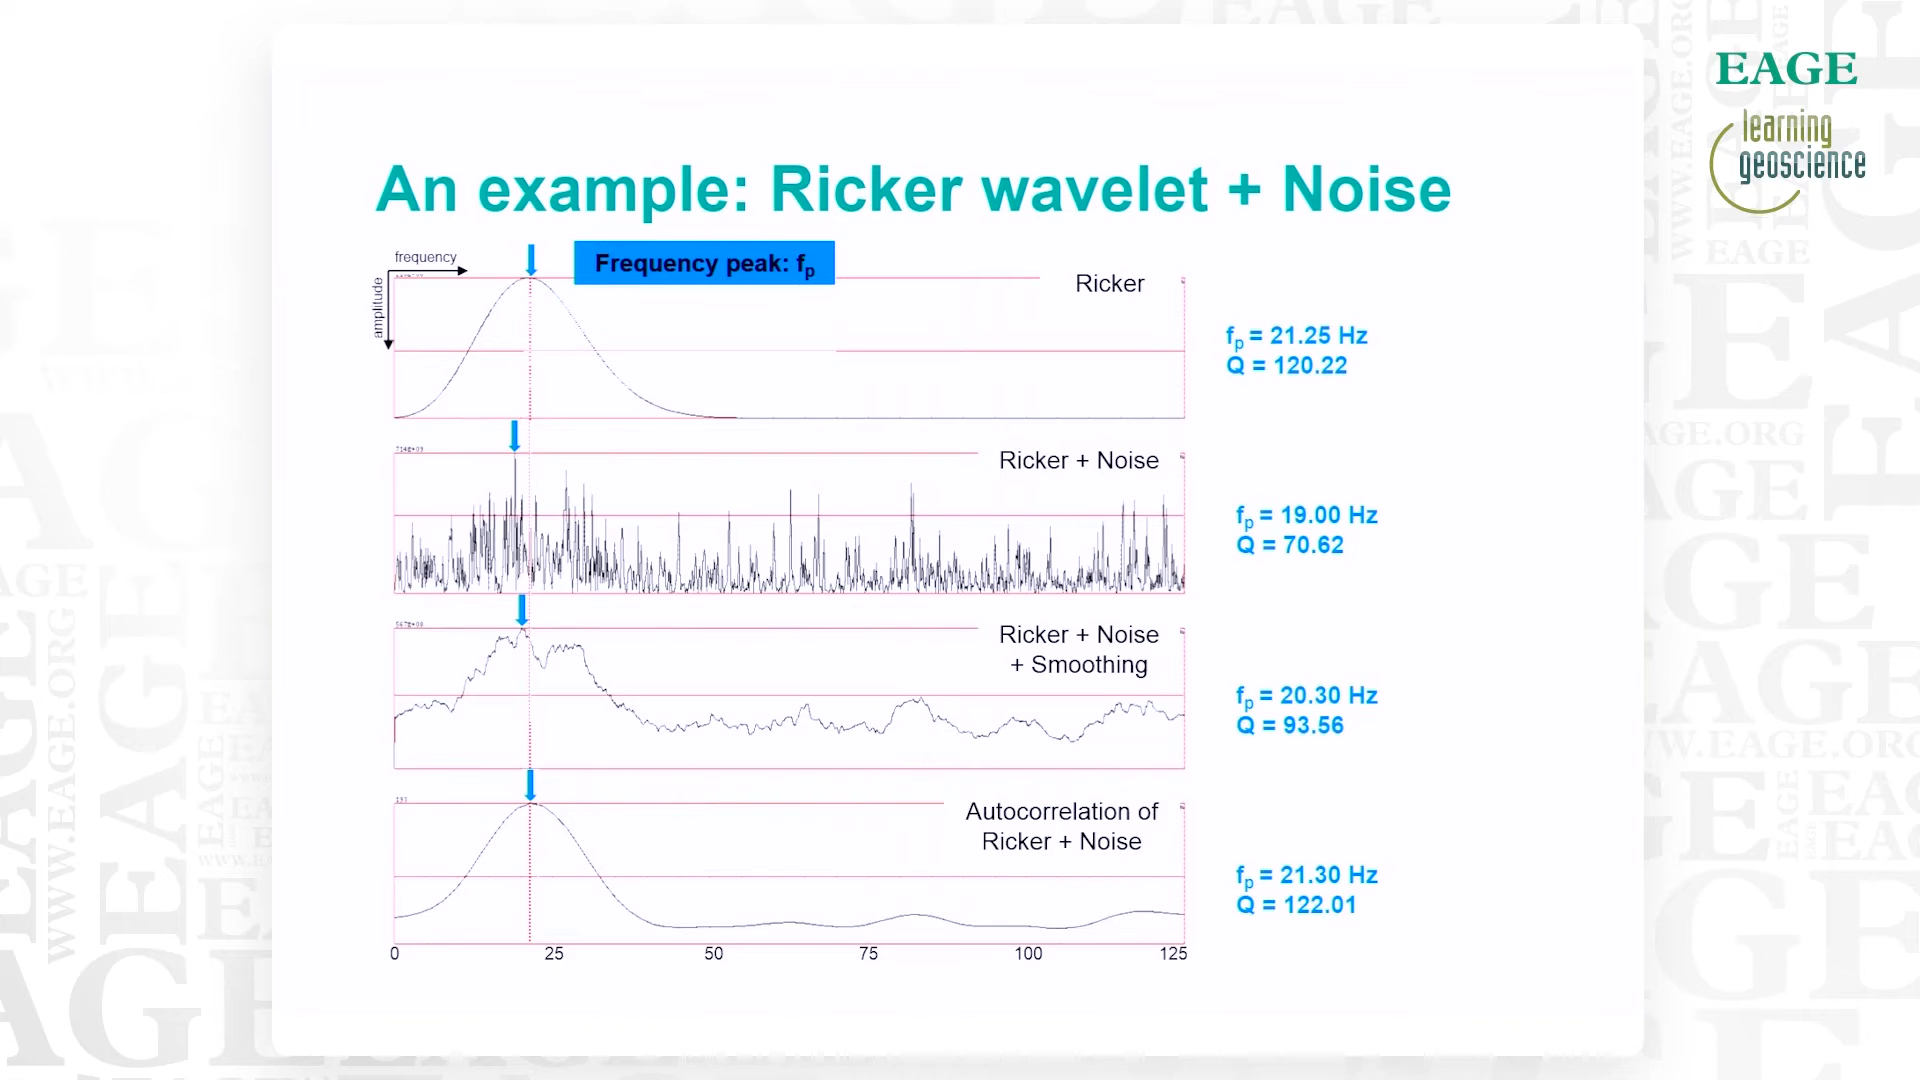 EAGE
learning
geoscience
An example: Ricker wavelet + Noise
frequency
amplitude
Frequency peak: fp
Ricker
fp = 21.25 Hz
Q = 120.22
Ricker + Noise
fp = 19.00 Hz
Q = 70.62
Ricker + Noise
+ Smoothing
fp = 20.30 Hz
Q = 93.56
Autocorrelation of
Ricker + Noise
fp = 21.30 Hz
Q = 122.01
0 25 50 75 100 125